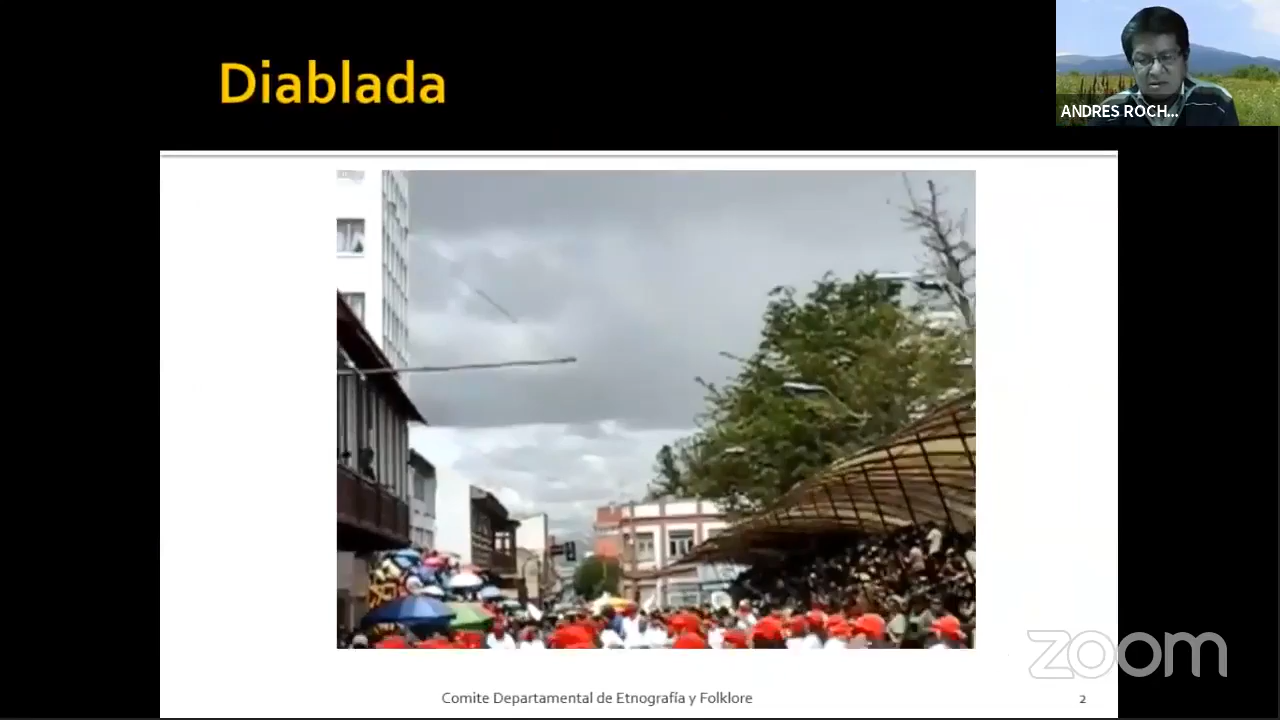 Diablada
ANDRES ROCH...
Comite Departamental de Etnografía y Folklore
2
zoom